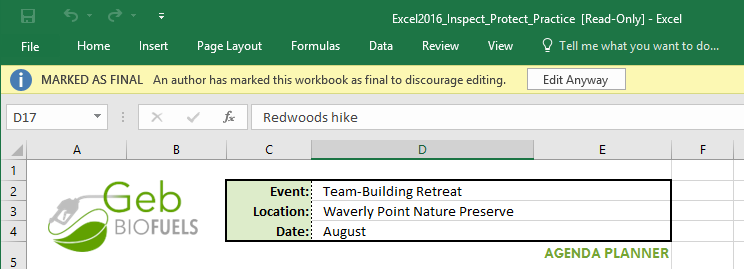 Excel2016_Inspect_Protect_Practice [Read-Only] - Excel
File Home Insert Page Layout Formulas Data Review View Tell me what you want to do...
i MARKED AS FINAL An author has marked this workbook as final to discourage editing. Edit Anyway
D17 fx Redwoods hike
A B C D E F
1
2 Event: Team-Building Retreat
Geb
3 Location: Waverly Point Nature Preserve
BIOFUELS
4 Date: August
5 AGENDA PLANNER